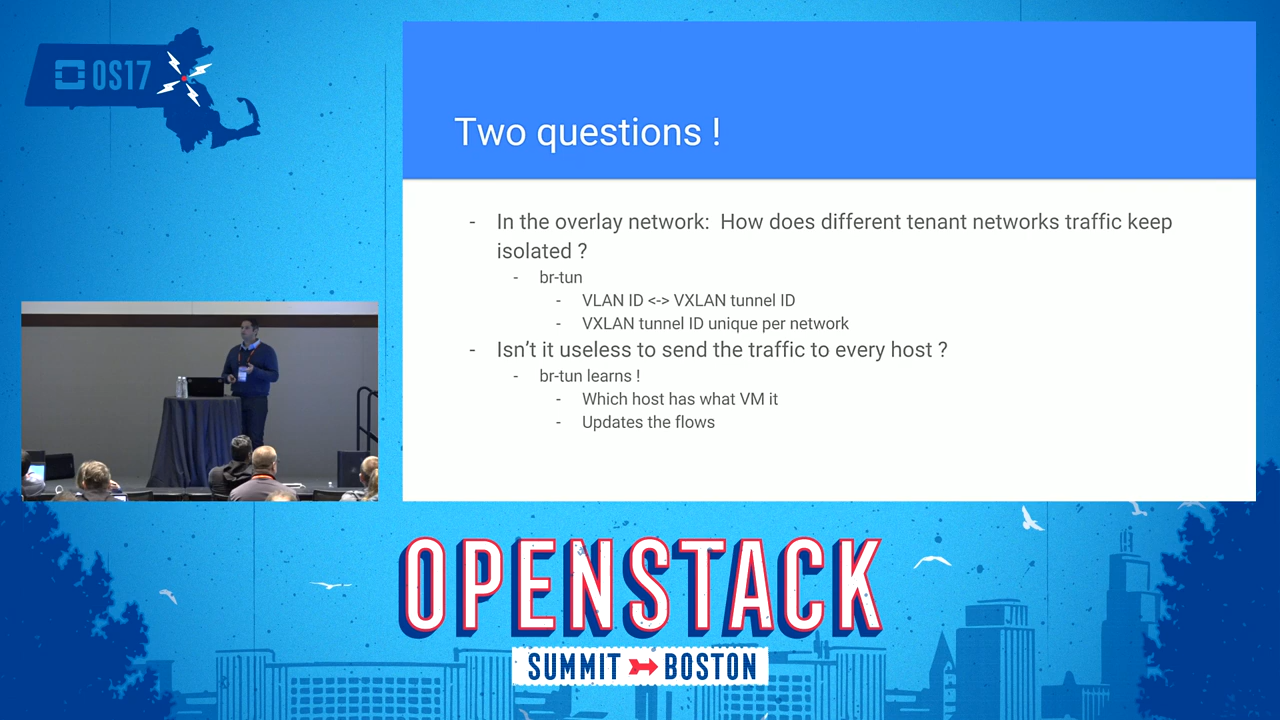 OS17
Two questions !
- In the overlay network: How does different tenant networks traffic keep
isolated ?
- br-tun
- VLAN ID <-> VXLAN tunnel ID
- VXLAN tunnel ID unique per network
- Isn't it useless to send the traffic to every host ?
- br-tun learns !
- Which host has what VM it
- Updates the flows
OPENSTACK
SUMMIT BOSTON